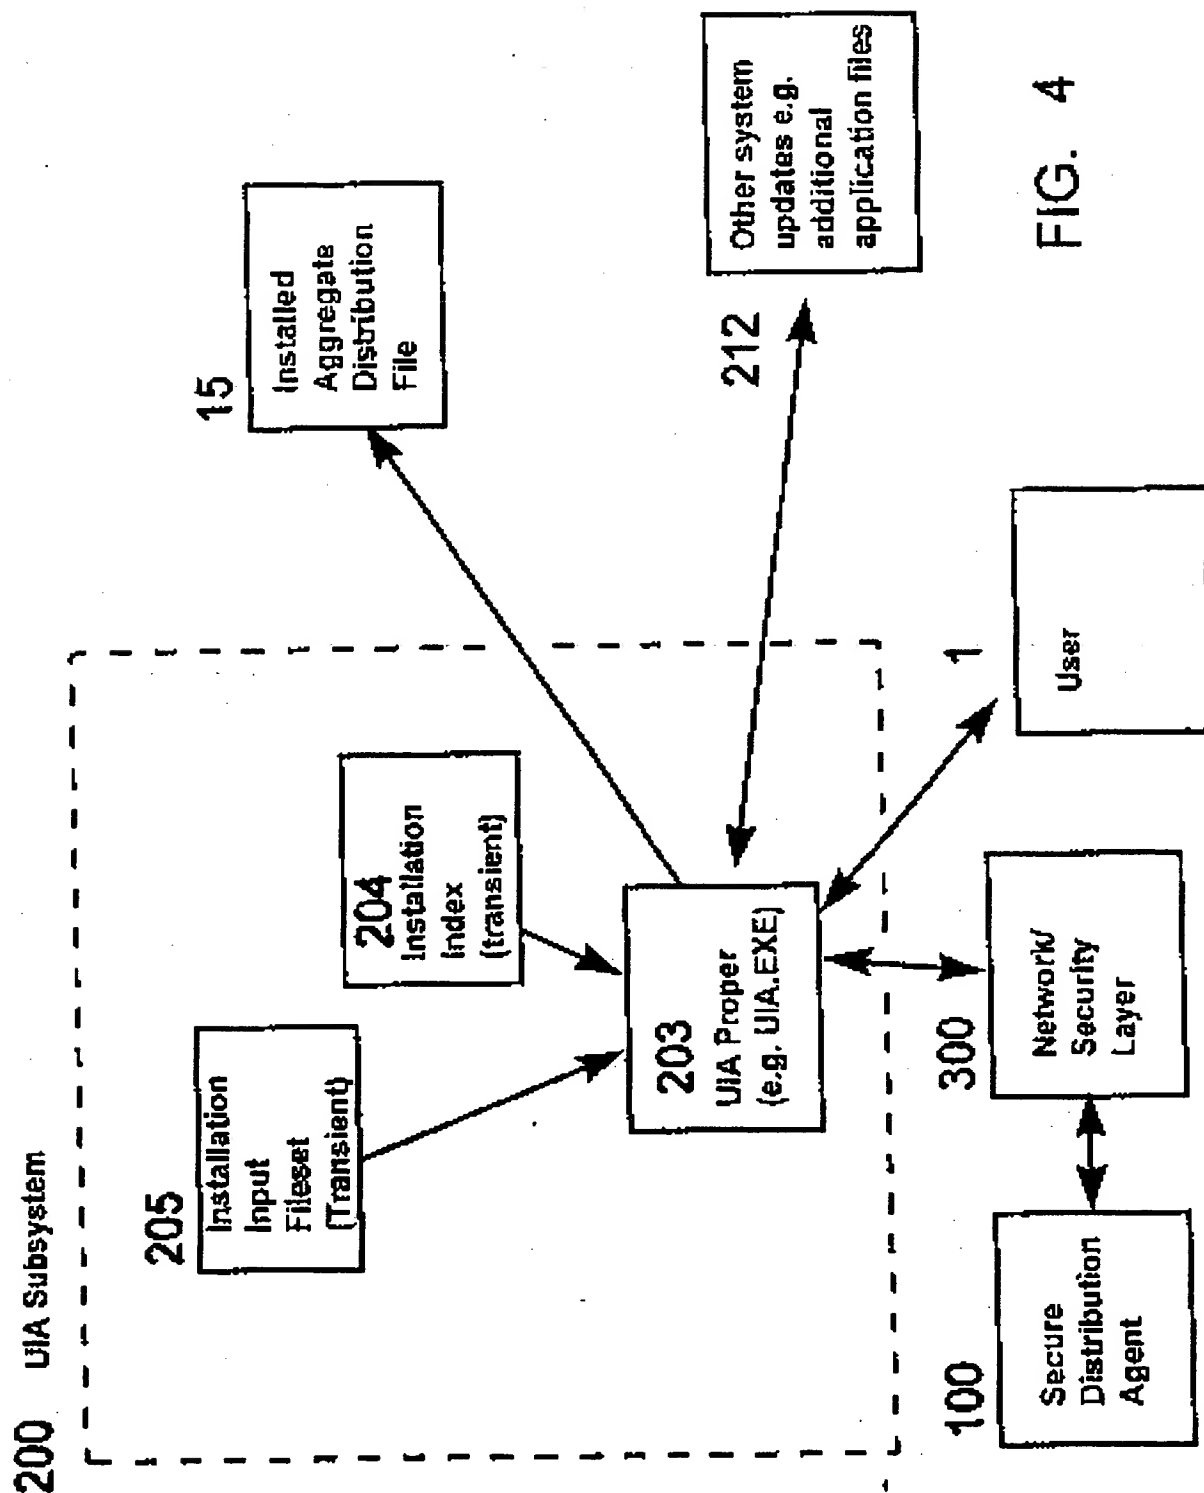 200 UIA Subsystem
205
Installation
Input
Fileset
(Transient)
204
Installation
Index
(transient)
203
UIA Proper
(e.g. UIA.EXE)
15
Installed
Aggregate
Distribution
File
212
Other system
updates e.g.
additional
application files
100
Secure
Distribution
Agent
300
Network/
Security
Layer
1
User
FIG. 4